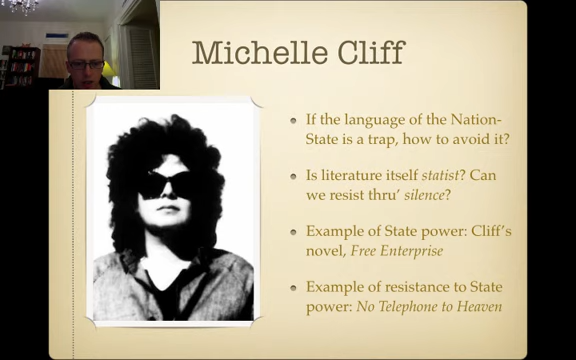 Michelle Cliff
If the language of the Nation-
State is a trap, how to avoid it?
Is literature itself statist? Can
we resist thru' silence?
Example of State power: Cliff's
novel, Free Enterprise
Example of resistance to State
power: No Telephone to Heaven